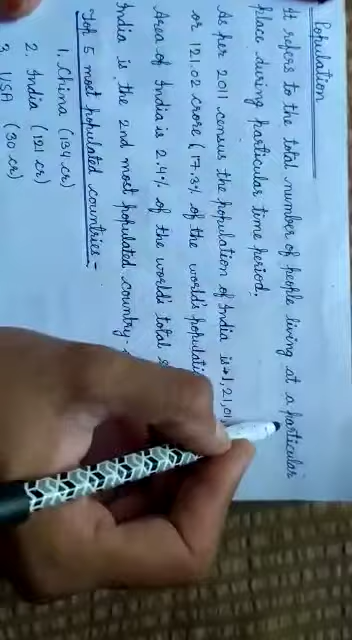 Population
It refers to the total number of people living at a particular
place during particular time period.
As per 2011 census the population of India is → 1,21,01
or 121.02 crore (17.3% of the world's populati
Area of India is 2.4% of the world's total s
India is the 2nd most populated country-
Top 5 most populated countries-
1. China (134 cr)
2. India (121 cr)
3. USA (30 cr)